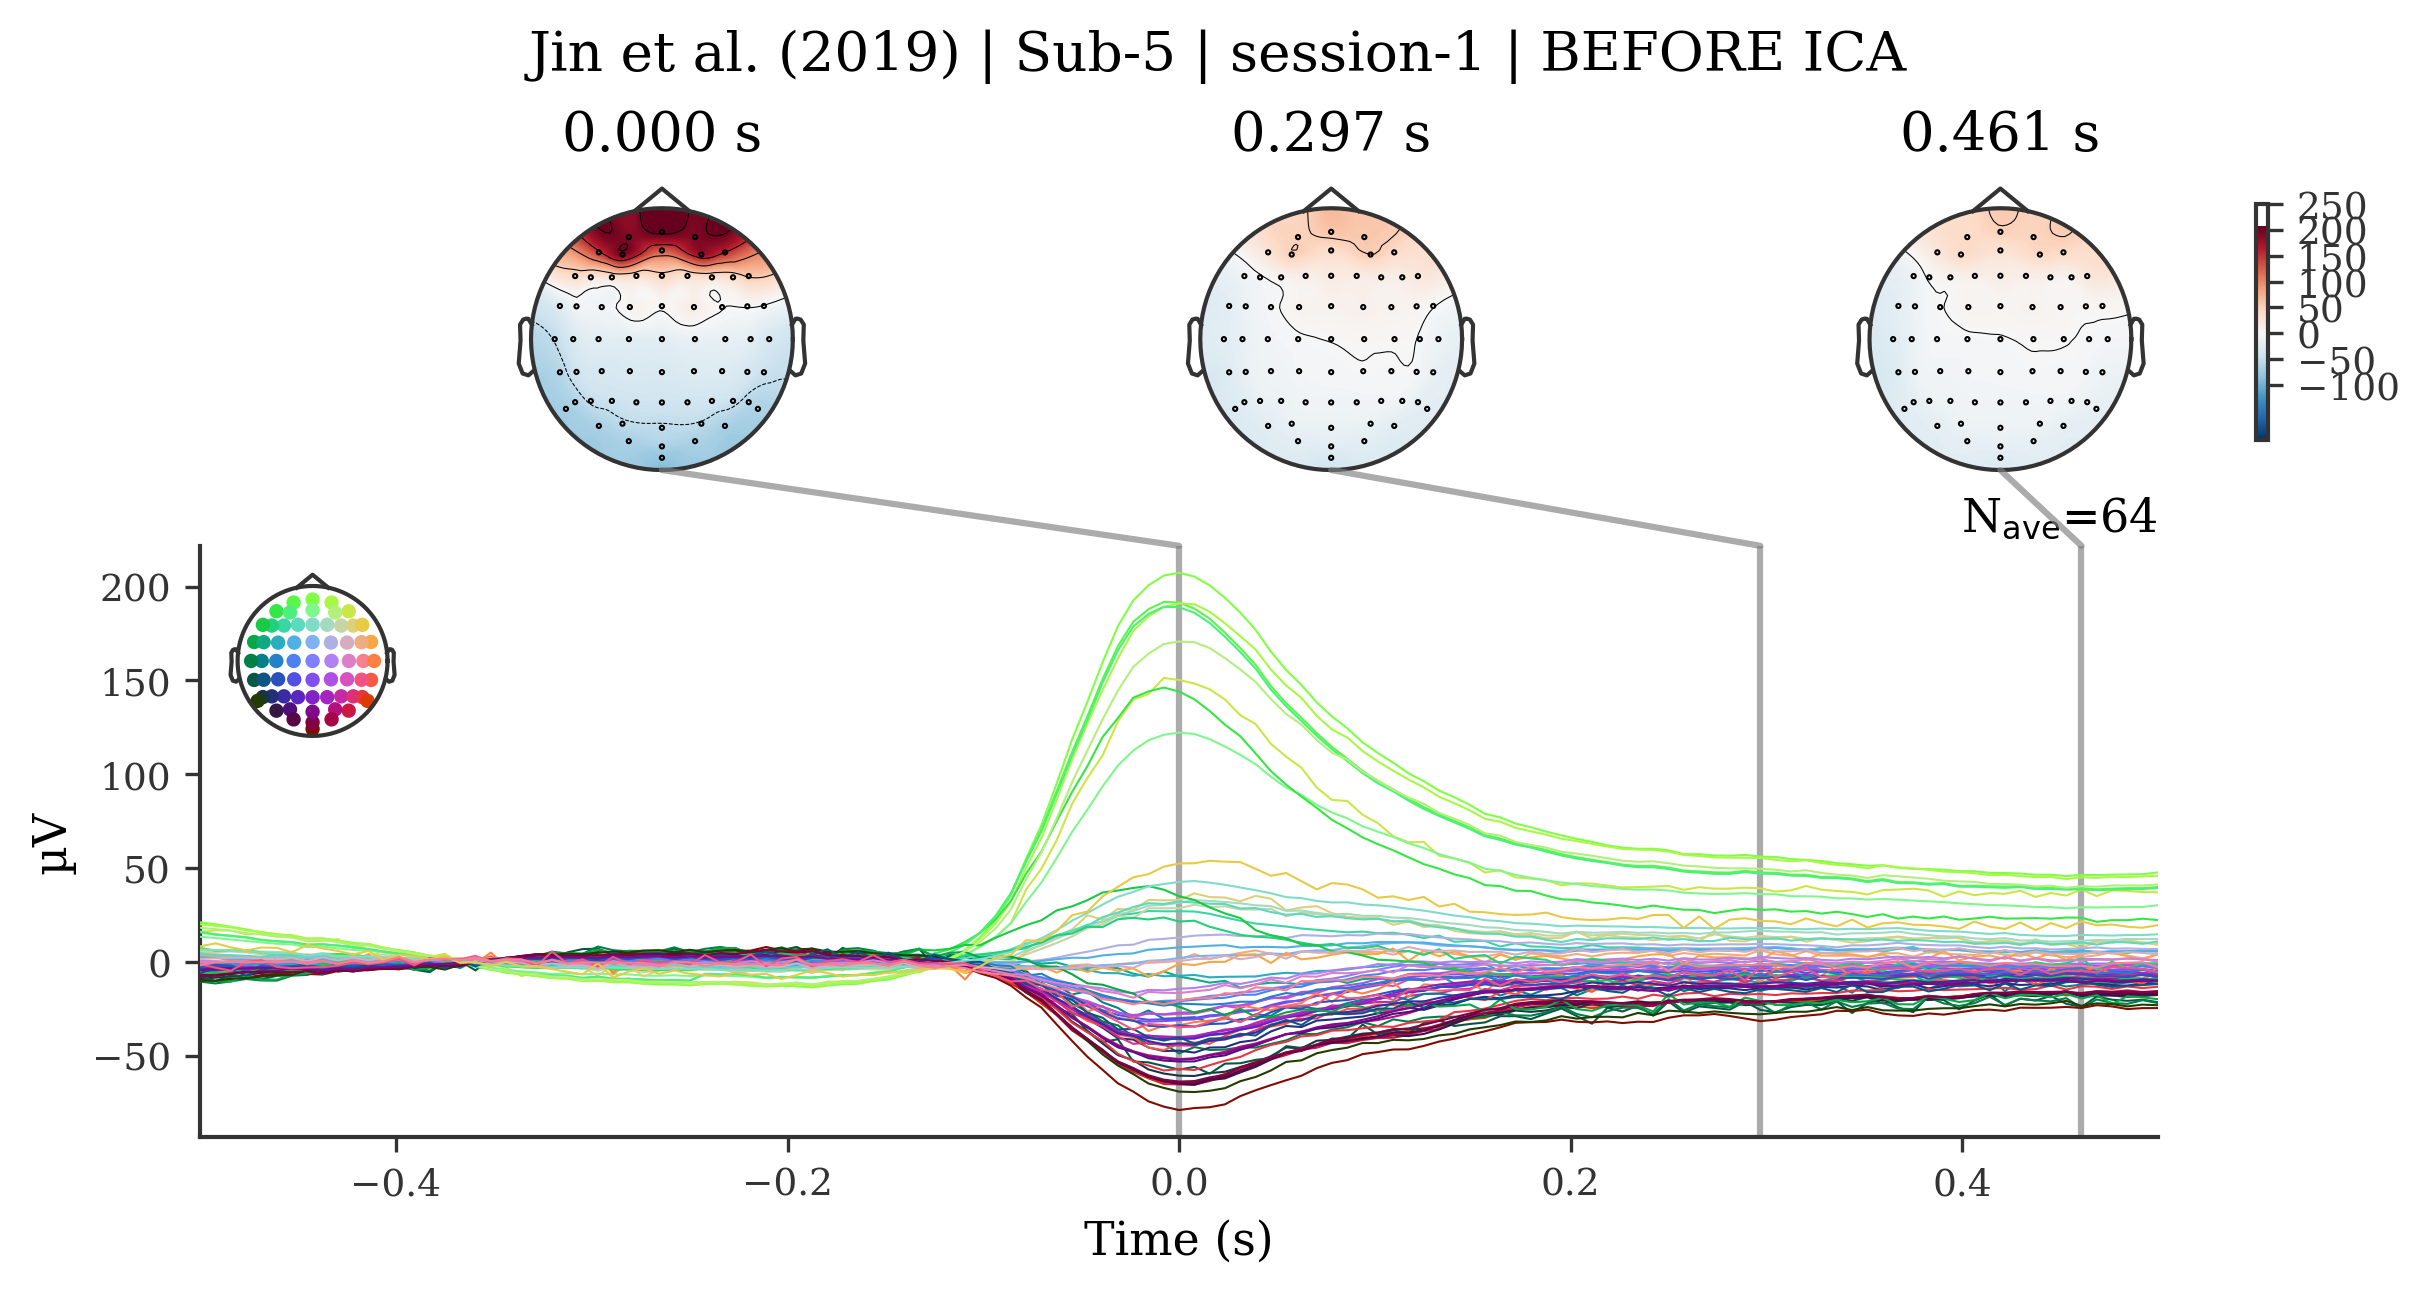 Jin et al. (2019) | Sub-5 | session-1 | BEFORE ICA
0.000 s
0.297 s
0.461 s
250
200
150
100
50
0
−50
−100
Nave=64
200
150
100
50
0
−50
µV
−0.4
−0.2
0.0
0.2
0.4
Time (s)